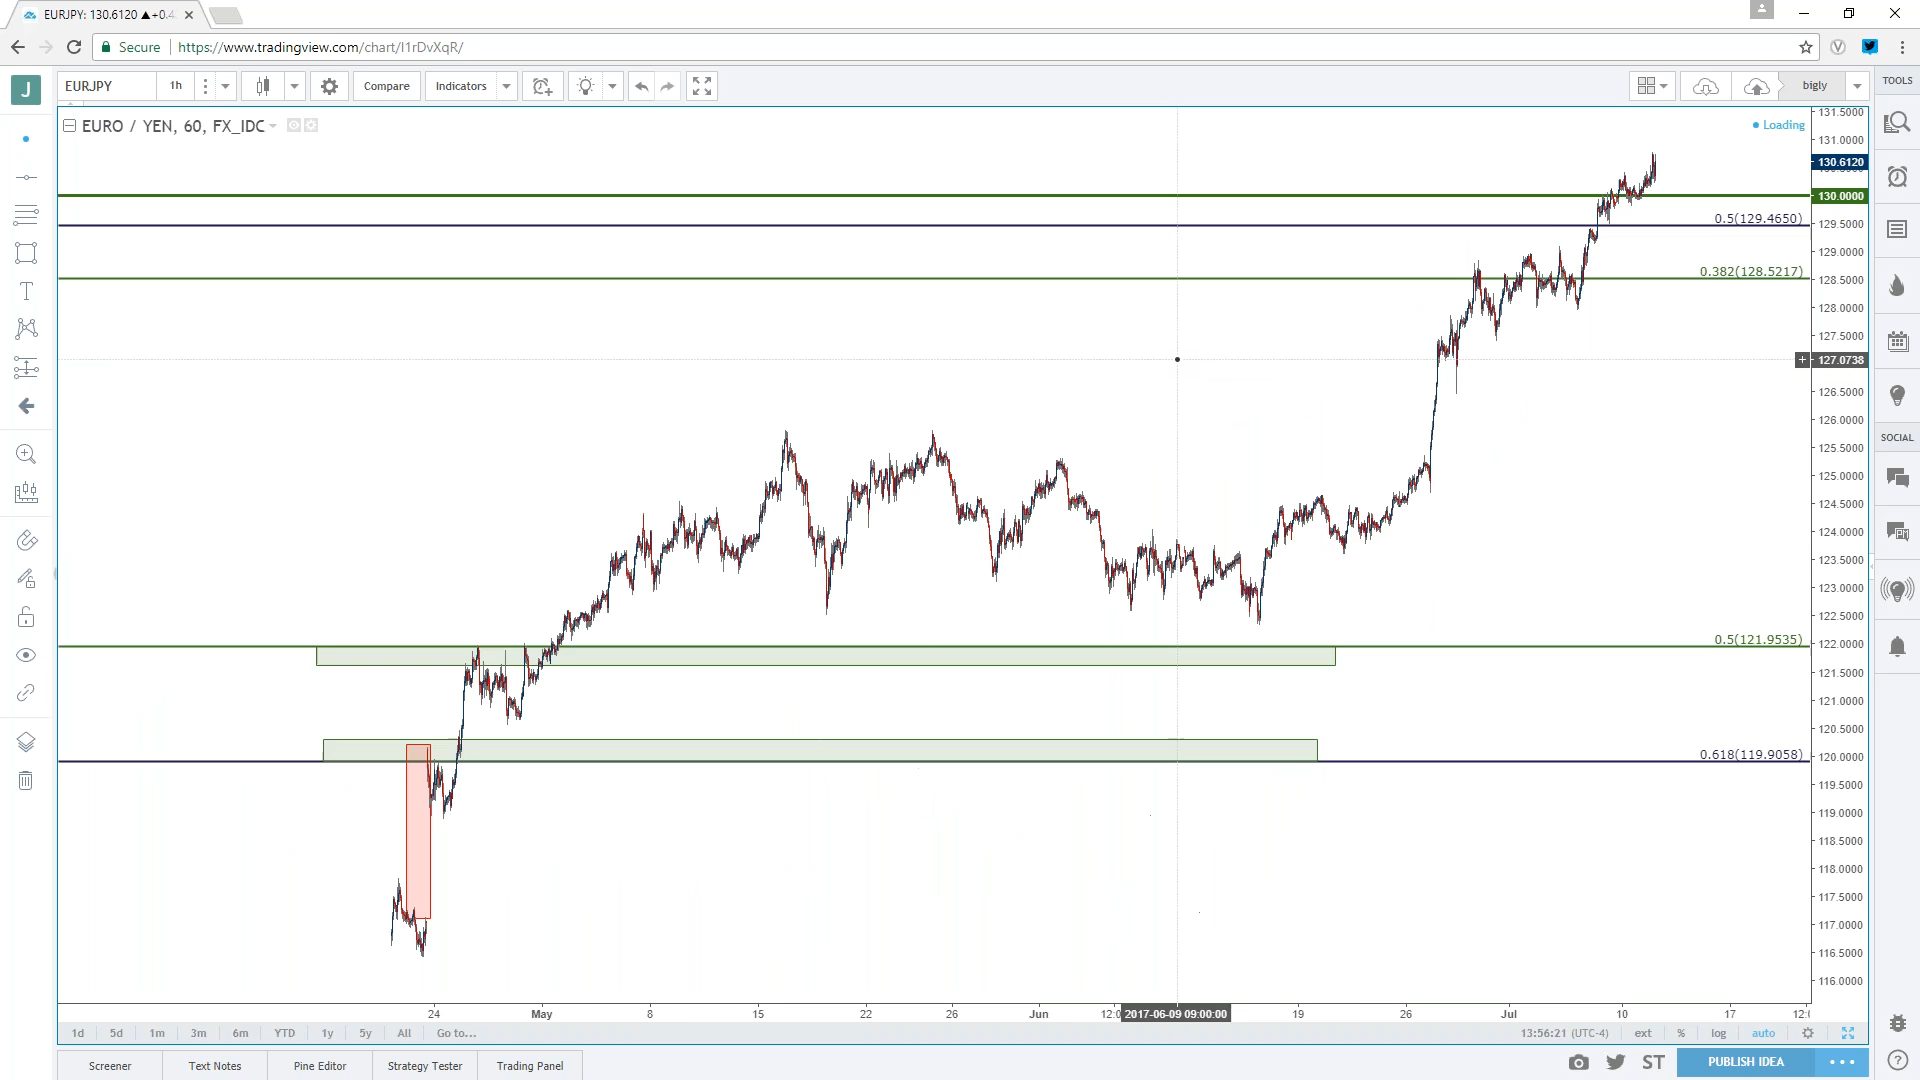 EURJPY: 130.6120 ▲+0.4
Secure
https://www.tradingview.com/chart/l1rDvXqR/
J
EURJPY
1h
Compare
Indicators
bigly
TOOLS
EURO / YEN, 60, FX_IDC
Loading
131.5000
131.0000
130.6120
130.0000
0.5(129.4650)
129.5000
129.0000
0.382(128.5217)
128.5000
128.0000
127.5000
127.0738
126.5000
126.0000
125.5000
125.0000
124.5000
124.0000
123.5000
123.0000
122.5000
0.5(121.9535)
122.0000
121.5000
121.0000
120.5000
0.618(119.9058)
120.0000
119.5000
119.0000
118.5000
118.0000
117.5000
117.0000
116.5000
116.0000
SOCIAL
24
May
8
15
22
26
Jun
12:0
2017-06-09 09:00:00
19
26
Jul
10
17
12:
1d
5d
1m
3m
6m
YTD
1y
5y
All
Go to...
13:56:21 (UTC-4)
ext
%
log
auto
Screener
Text Notes
Pine Editor
Strategy Tester
Trading Panel
ST
PUBLISH IDEA